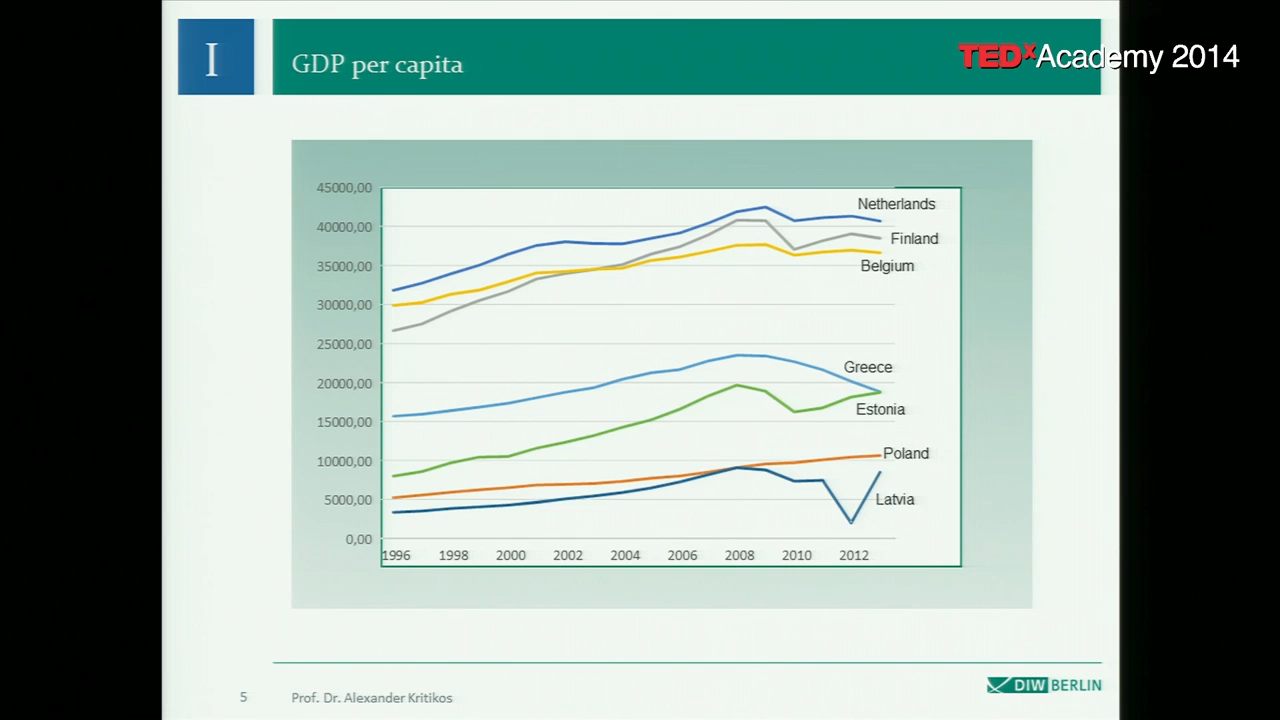 I
GDP per capita
TEDxAcademy 2014
45000,00
40000,00
35000,00
30000,00
25000,00
20000,00
15000,00
10000,00
5000,00
0,00
Netherlands
Finland
Belgium
Greece
Estonia
Poland
Latvia
1996 1998 2000 2002 2004 2006 2008 2010 2012
5 Prof. Dr. Alexander Kritikos
DIW BERLIN